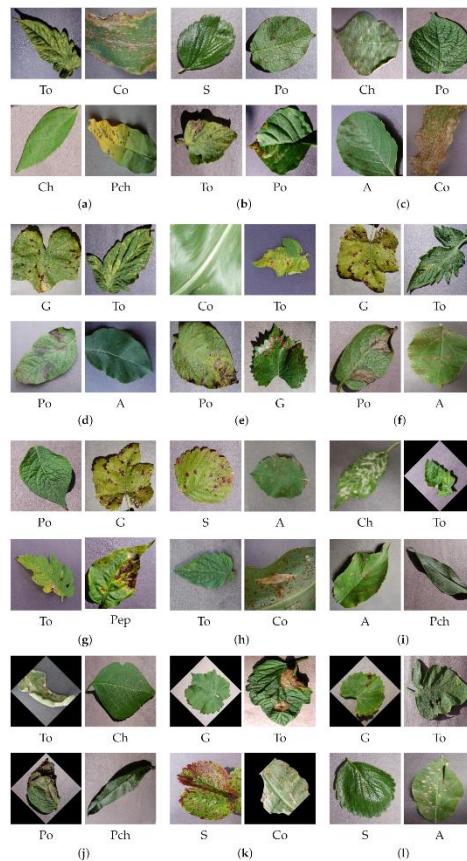 To Co S Po Ch Po
Ch Pch To Po A Co
(a) (b) (c)
G To Co To G To
Po A Po G Po A
(d) (e) (f)
Po G S A Ch To
To Pep To Co A Pch
(g) (h) (i)
To Ch G To G To
Po Pch S Co S A
(j) (k) (l)